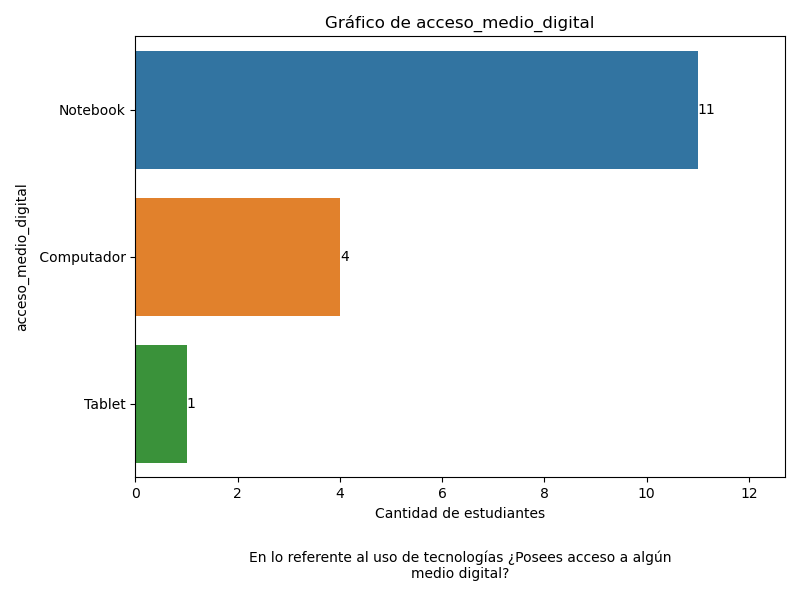 Gráfico de acceso_medio_digital
Notebook
11
Computador
4
Tablet
1
acceso_medio_digital
0 2 4 6 8 10 12
Cantidad de estudiantes
En lo referente al uso de tecnologías ¿Posees acceso a algún
medio digital?